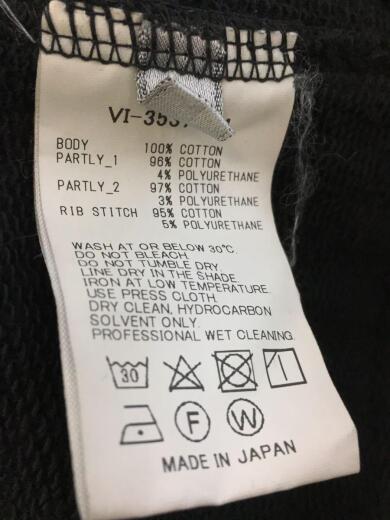 BODY 100% COTTON
PARTLY_1 96% COTTON
4% POLYURETHANE
PARTLY_2 97% COTTON
3% POLYURETHANE
RIB STITCH 95% COTTON
5% POLYURETHANE
WASH AT OR BELOW 30°C.
DO NOT BLEACH.
DO NOT TUMBLE DRY.
LINE DRY IN THE SHADE.
IRON AT LOW TEMPERATURE.
USE PRESS CLOTH.
DRY CLEAN, HYDROCARBON
SOLVENT ONLY.
PROFESSIONAL WET CLEANING.
30
F W
MADE IN JAPAN